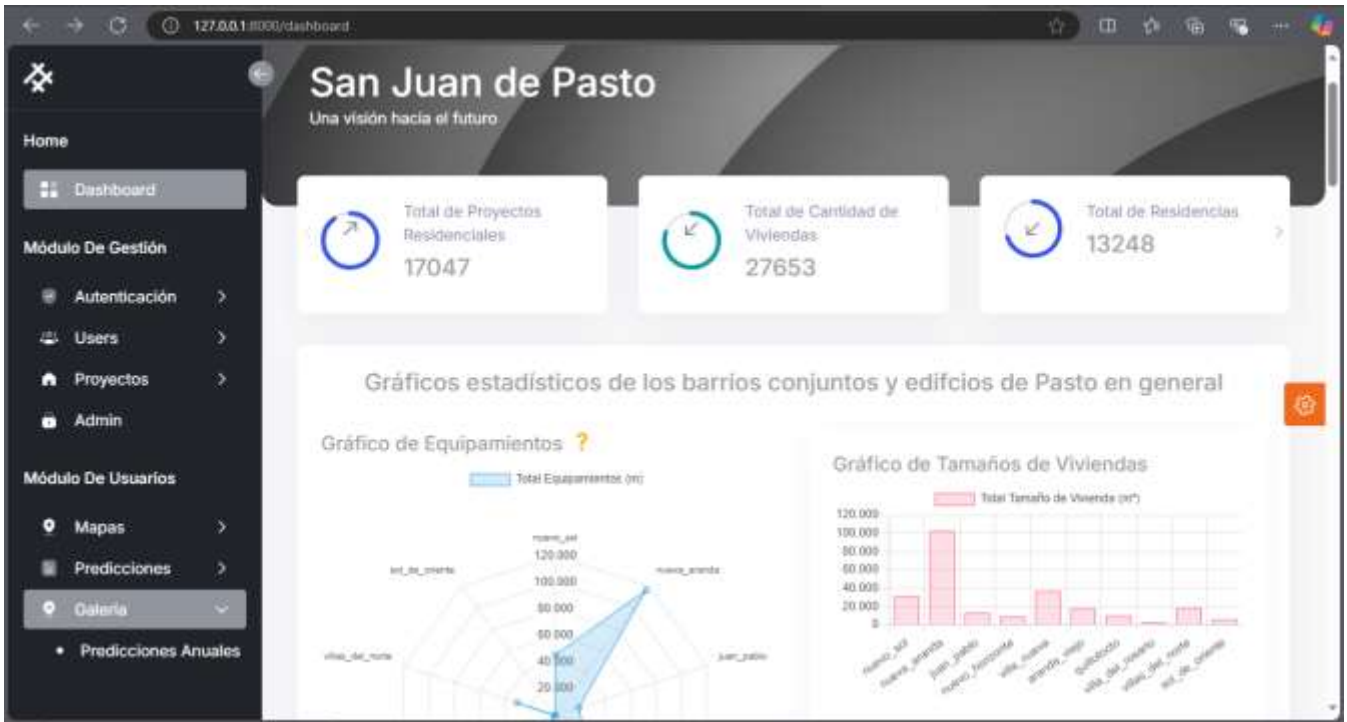 127.0.0.1:8000/dashboard
San Juan de Pasto
Una visión hacia el futuro
Home
Dashboard
Módulo De Gestión
Autenticación
Users
Proyectos
Admin
Módulo De Usuarios
Mapas
Predicciones
Galeria
Predicciones Anuales
Total de Proyectos
Residenciales
17047
Total de Cantidad de
Viviendas
27653
Total de Residencias
13248
Gráficos estadísticos de los barrios conjuntos y edifcios de Pasto en general
Gráfico de Equipamientos ?
Total Equipamientos (m)
nuevo_sol
120.000
sol_de_oriente
nueva_aranda
100.000
80.000
60.000
villas_del_norte
juan_pablo
40.000
20.000
Gráfico de Tamaños de Viviendas
Total Tamaño de Vivienda (m²)
120.000
100.000
80.000
60.000
40.000
20.000
0
nuevo_sol
nueva_aranda
juan_pablo
nuevo_horizonte
villa_nueva
aranda_viejo
quillotocto
villa_del_rosario
villas_del_norte
sol_de_oriente